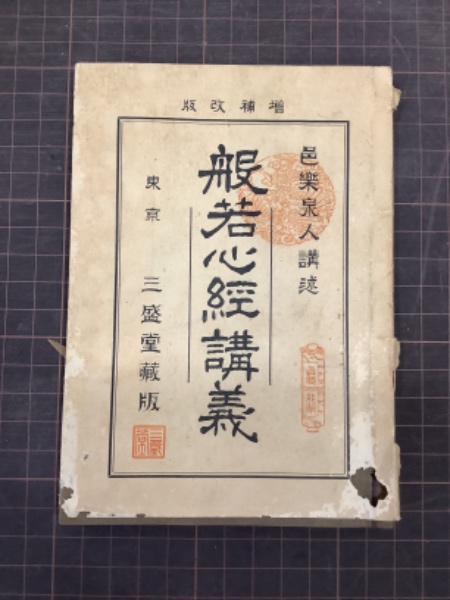 増補改版
邑樂泉人講述
般若心經講義
東京 三盛堂藏版